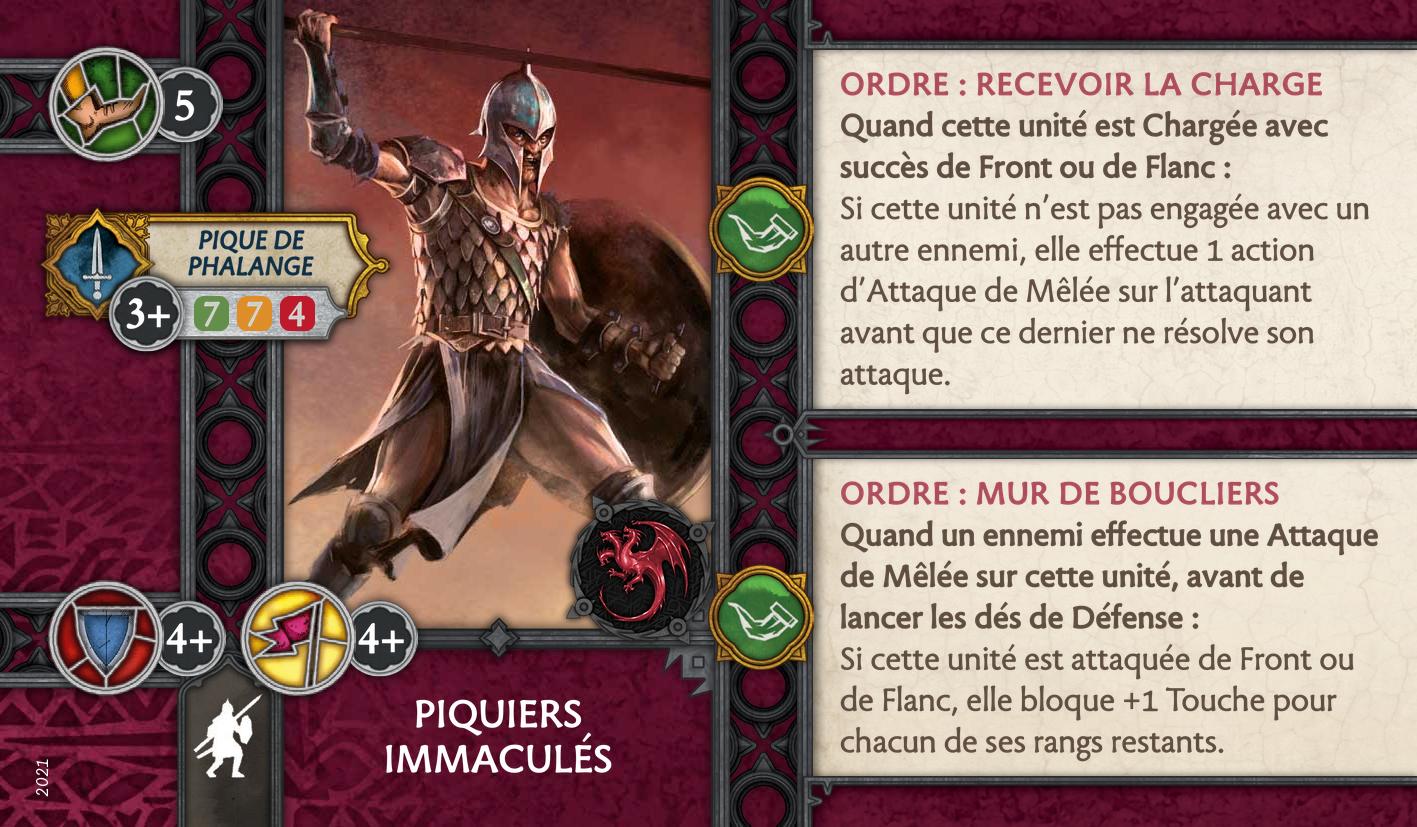 5
PIQUE DE
PHALANGE
3+ 7 7 4
4+ 4+
PIQUIERS
IMMACULÉS
2021
ORDRE : RECEVOIR LA CHARGE
Quand cette unité est Chargée avec
succès de Front ou de Flanc :
Si cette unité n’est pas engagée avec un
autre ennemi, elle effectue 1 action
d’Attaque de Mêlée sur l’attaquant
avant que ce dernier ne résolve son
attaque.
ORDRE : MUR DE BOUCLIERS
Quand un ennemi effectue une Attaque
de Mêlée sur cette unité, avant de
lancer les dés de Défense :
Si cette unité est attaquée de Front ou
de Flanc, elle bloque +1 Touche pour
chacun de ses rangs restants.